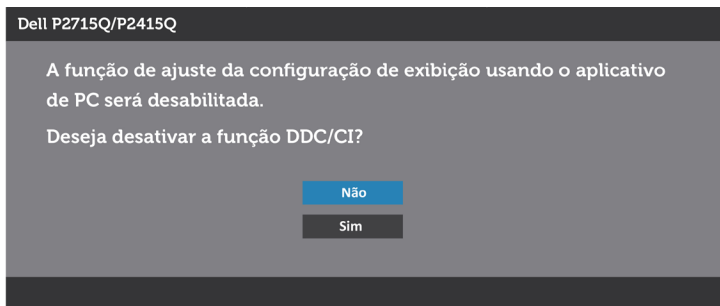 Dell P2715Q/P2415Q
A função de ajuste da configuração de exibição usando o aplicativo
de PC será desabilitada.
Deseja desativar a função DDC/CI?
Não
Sim